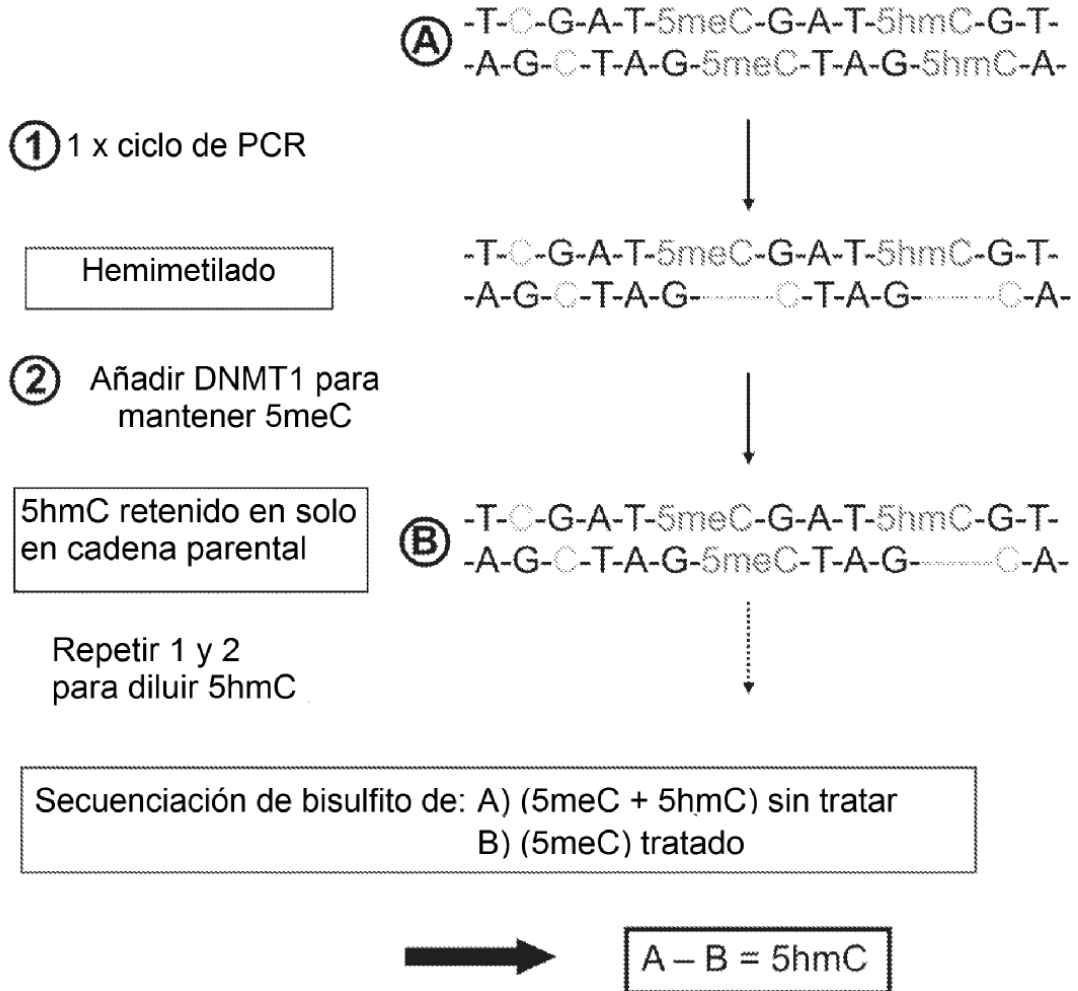 A -T-C-G-A-T-5meC-G-A-T-5hmC-G-T-
-A-G-C-T-A-G-5meC-T-A-G-5hmC-A-
1 1 x ciclo de PCR
Hemimetilado
-T-C-G-A-T-5meC-G-A-T-5hmC-G-T-
-A-G-C-T-A-G-C-T-A-G-C-A-
2 Añadir DNMT1 para
mantener 5meC
5hmC retenido en solo
en cadena parental
B -T-C-G-A-T-5meC-G-A-T-5hmC-G-T-
-A-G-C-T-A-G-5meC-T-A-G-C-A-
Repetir 1 y 2
para diluir 5hmC
Secuenciación de bisulfito de: A) (5meC + 5hmC) sin tratar
B) (5meC) tratado
A – B = 5hmC